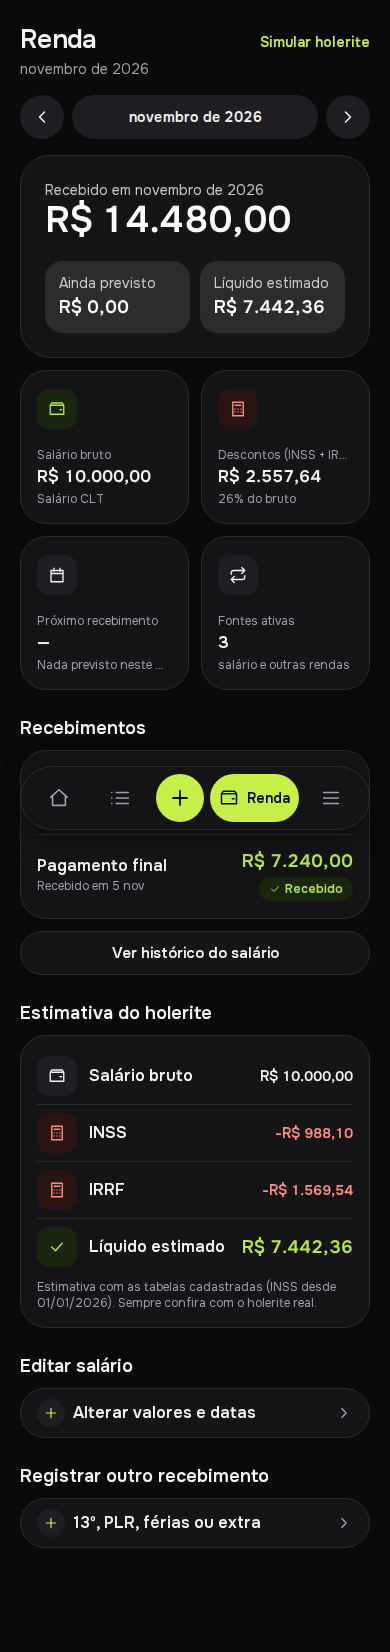 Renda
Simular holerite
novembro de 2026
novembro de 2026
Recebido em novembro de 2026
R$ 14.480,00
Ainda previsto
R$ 0,00
Líquido estimado
R$ 7.442,36
Salário bruto
R$ 10.000,00
Salário CLT
Descontos (INSS + IR...
R$ 2.557,64
26% do bruto
Próximo recebimento
—
Nada previsto neste ...
Fontes ativas
3
salário e outras rendas
Recebimentos
Renda
Pagamento final
Recebido em 5 nov
R$ 7.240,00
Recebido
Ver histórico do salário
Estimativa do holerite
Salário bruto
R$ 10.000,00
INSS
-R$ 988,10
IRRF
-R$ 1.569,54
Líquido estimado
R$ 7.442,36
Estimativa com as tabelas cadastradas (INSS desde
01/01/2026). Sempre confira com o holerite real.
Editar salário
Alterar valores e datas
Registrar outro recebimento
13º, PLR, férias ou extra